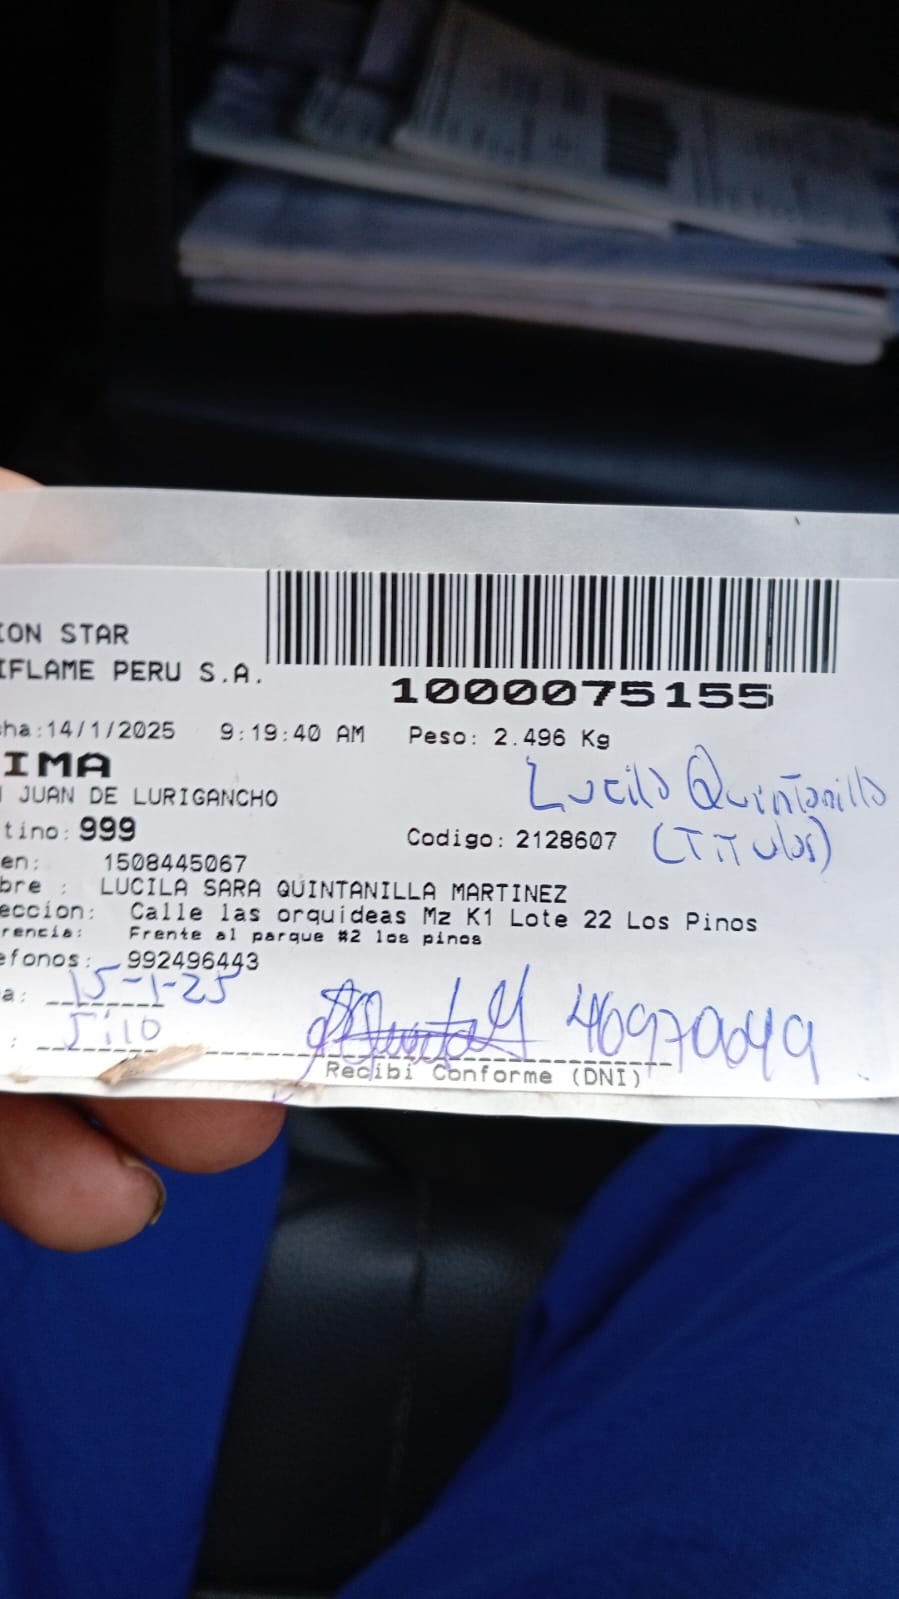 ION STAR
IFLAME PERU S.A.
1000075155
ha:14/1/2025 9:19:40 AM Peso: 2.496 Kg
IMA
JUAN DE LURIGANCHO
Lucila Quintanilla
tino: 999 Codigo: 2128607 (Titular)
en: 1508445067
bre : LUCILA SARA QUINTANILLA MARTINEZ
eccion: Calle las orquideas Mz K1 Lote 22 Los Pinos
rencia: Frente al parque #2 los pinos
efonos: 992496443
a: 15-1-25
: 5:10 46970049
Recibi Conforme (DNI)